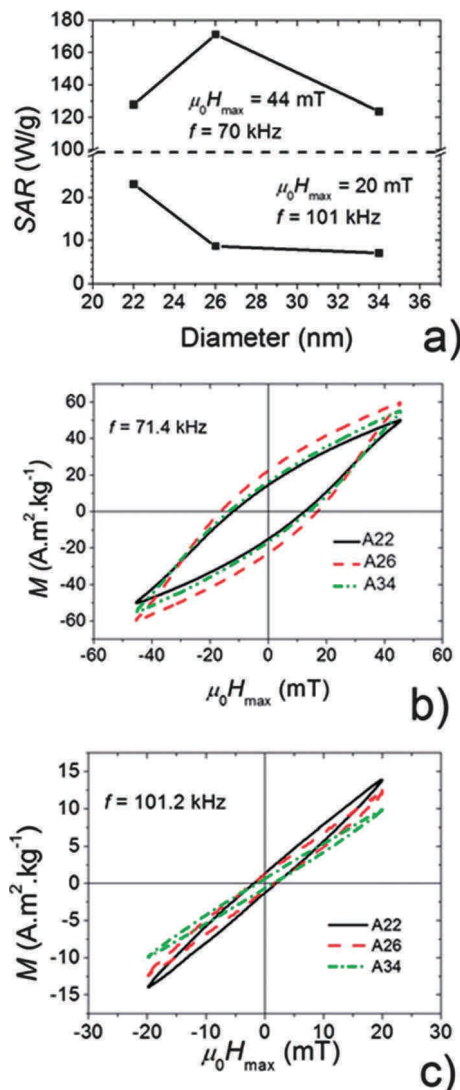 180
160
140
120
100
20
10
0
SAR (W/g)
μ₀Hmax = 44 mT
f = 70 kHz
μ₀Hmax = 20 mT
f = 101 kHz
20 22 24 26 28 30 32 34 36
Diameter (nm)
a)
60
40
20
0
-20
-40
-60
M (A.m².kg⁻¹)
f = 71.4 kHz
A22
A26
A34
-60 -40 -20 0 20 40 60
μ₀Hmax (mT)
b)
15
10
5
0
-5
-10
-15
M (A.m².kg⁻¹)
f = 101.2 kHz
A22
A26
A34
-30 -20 -10 0 10 20 30
μ₀Hmax (mT)
c)